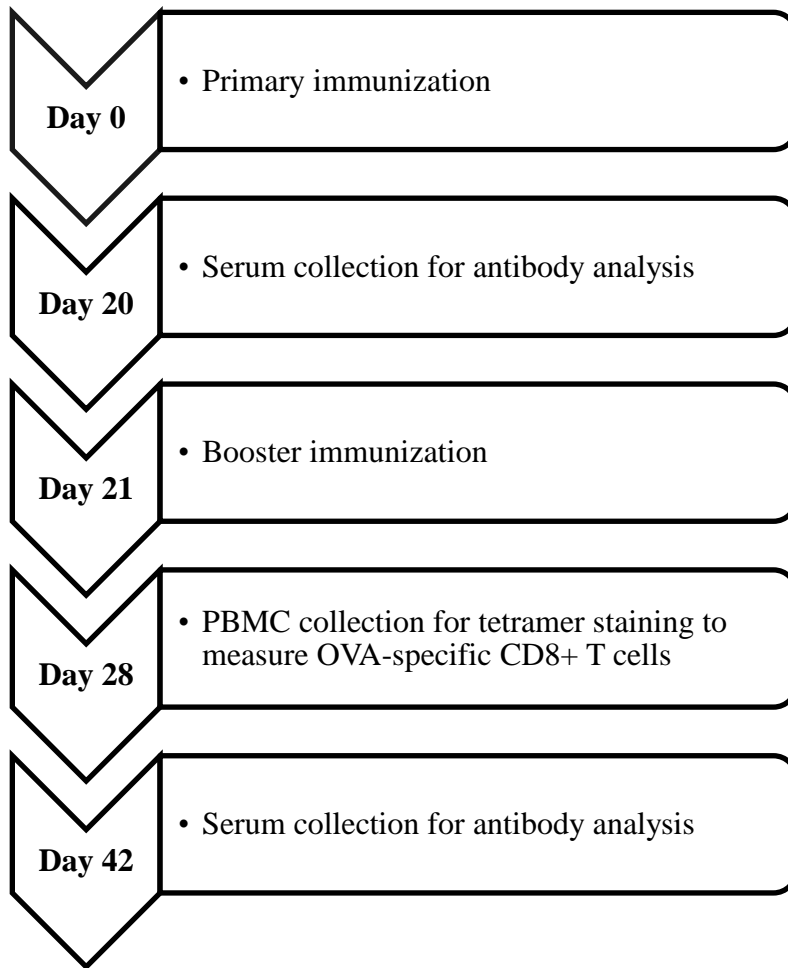 Day 0
• Primary immunization
Day 20
• Serum collection for antibody analysis
Day 21
• Booster immunization
Day 28
• PBMC collection for tetramer staining to
measure OVA-specific CD8+ T cells
Day 42
• Serum collection for antibody analysis